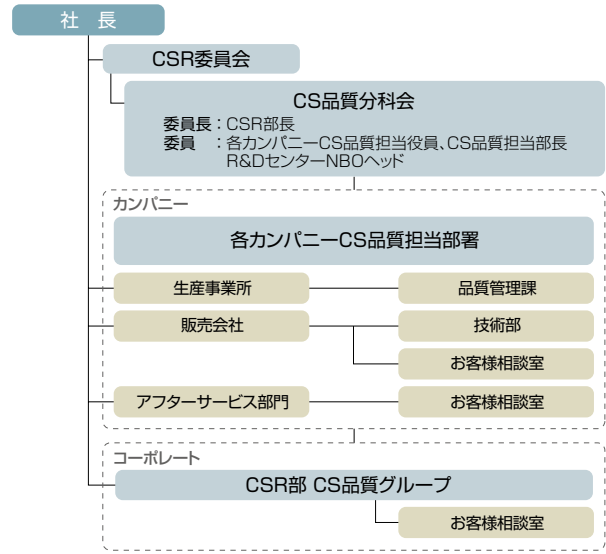 社 長
CSR委員会
CS品質分科会
委員長：CSR部長
委員　：各カンパニーCS品質担当役員、CS品質担当部長
R&DセンターNBOヘッド
カンパニー
各カンパニーCS品質担当部署
生産事業所
品質管理課
販売会社
技術部
お客様相談室
アフターサービス部門
お客様相談室
コーポレート
CSR部 CS品質グループ
お客様相談室